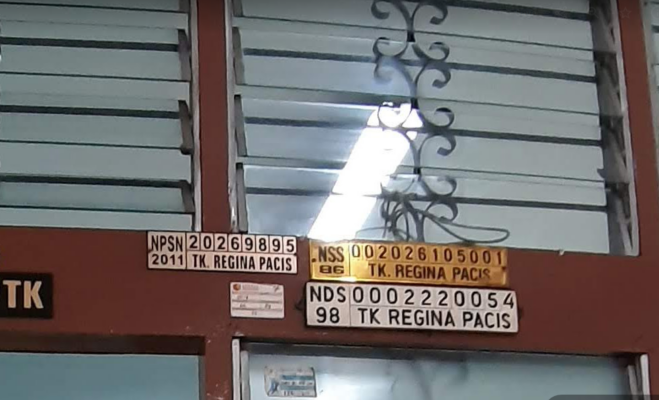 NPSN 20269895
2011 TK. REGINA PACIS
NSS 002026105001
86 TK. REGINA PACIS
NDS 0002220054
98 TK REGINA PACIS
TK